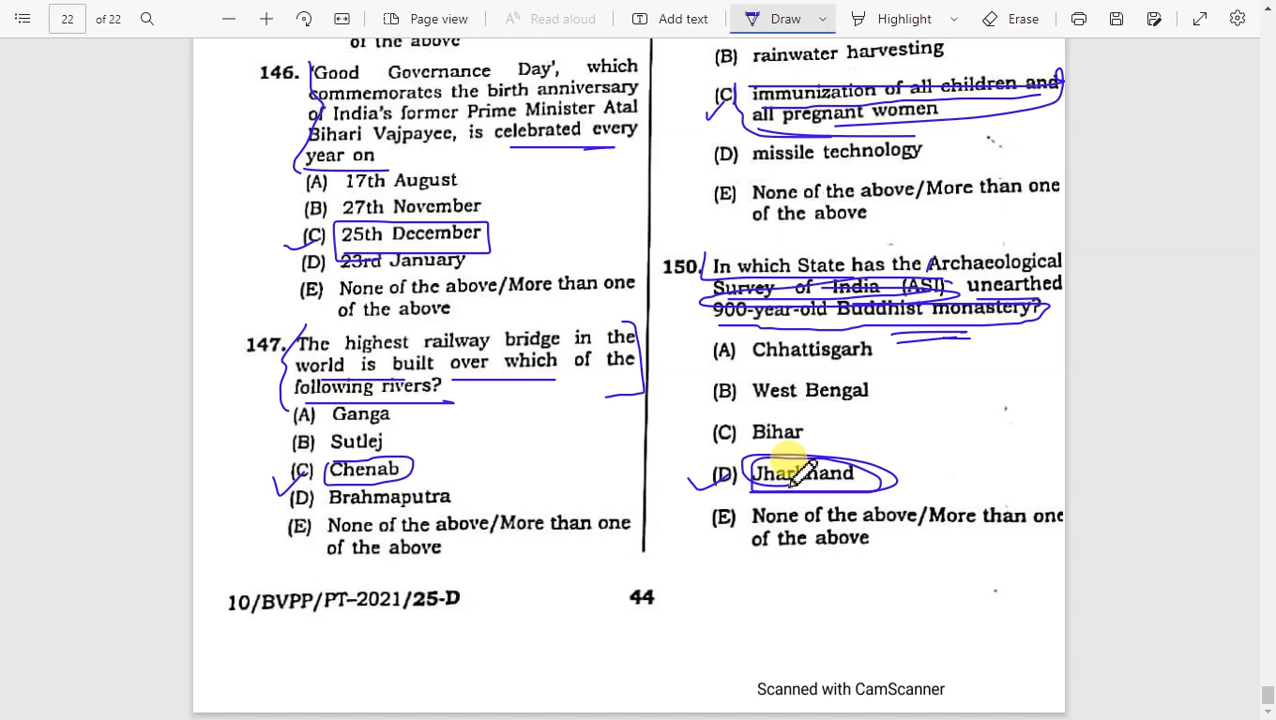 22
of 22
Page view
Read aloud
Add text
Draw
Highlight
Erase
of the above
146. 'Good Governance Day', which
commemorates the birth anniversary
of India's former Prime Minister Atal
Bihari Vajpayee, is celebrated every
year on
(A) 17th August
(B) 27th November
(C) 25th December
(D) 23rd January
(E) None of the above/More than one
of the above
147. The highest railway bridge in the
world is built over which of the
following rivers?
(A) Ganga
(B) Sutlej
(C) Chenab
(D) Brahmaputra
(E) None of the above/More than one
of the above
(B) rainwater harvesting
(C) immunization of all children and
all pregnant women
(D) missile technology
(E) None of the above/More than one
of the above
150. In which State has the Archaeological
Survey of India (ASI) unearthed
900-year-old Buddhist monastery?
(A) Chhattisgarh
(B) West Bengal
(C) Bihar
(D) Jharkhand
(E) None of the above/More than one
of the above
10/BVPP/PT–2021/25-D
44
Scanned with CamScanner